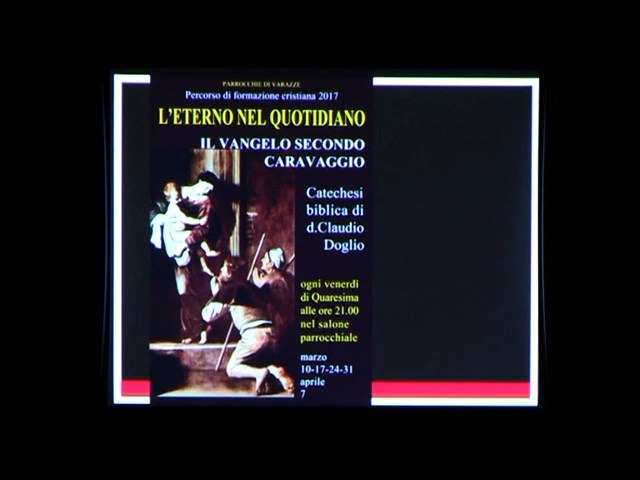 PARROCCHIE DI VARAZZE
Percorso di formazione cristiana 2017
L'ETERNO NEL QUOTIDIANO
IL VANGELO SECONDO
CARAVAGGIO
Catechesi
biblica di
d.Claudio
Doglio
ogni venerdì
di Quaresima
alle ore 21.00
nel salone
parrocchiale
marzo
10-17-24-31
aprile
7